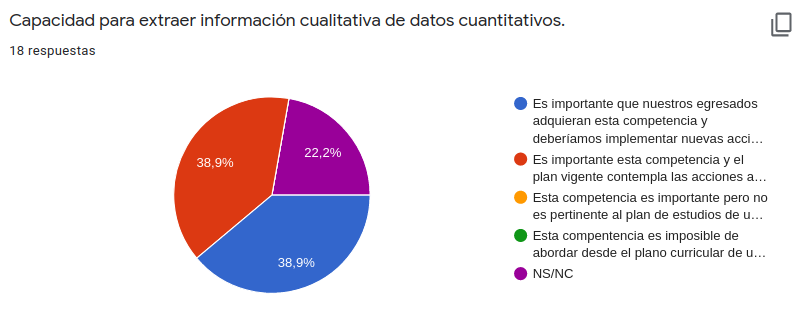 Capacidad para extraer información cualitativa de datos cuantitativos.
18 respuestas
38,9%
22,2%
38,9%
Es importante que nuestros egresados
adquieran esta competencia y
deberíamos implementar nuevas acci…
Es importante esta competencia y el
plan vigente contempla las acciones a…
Esta competencia es importante pero no
es pertinente al plan de estudios de u…
Esta compentencia es imposible de
abordar desde el plano curricular de u…
NS/NC